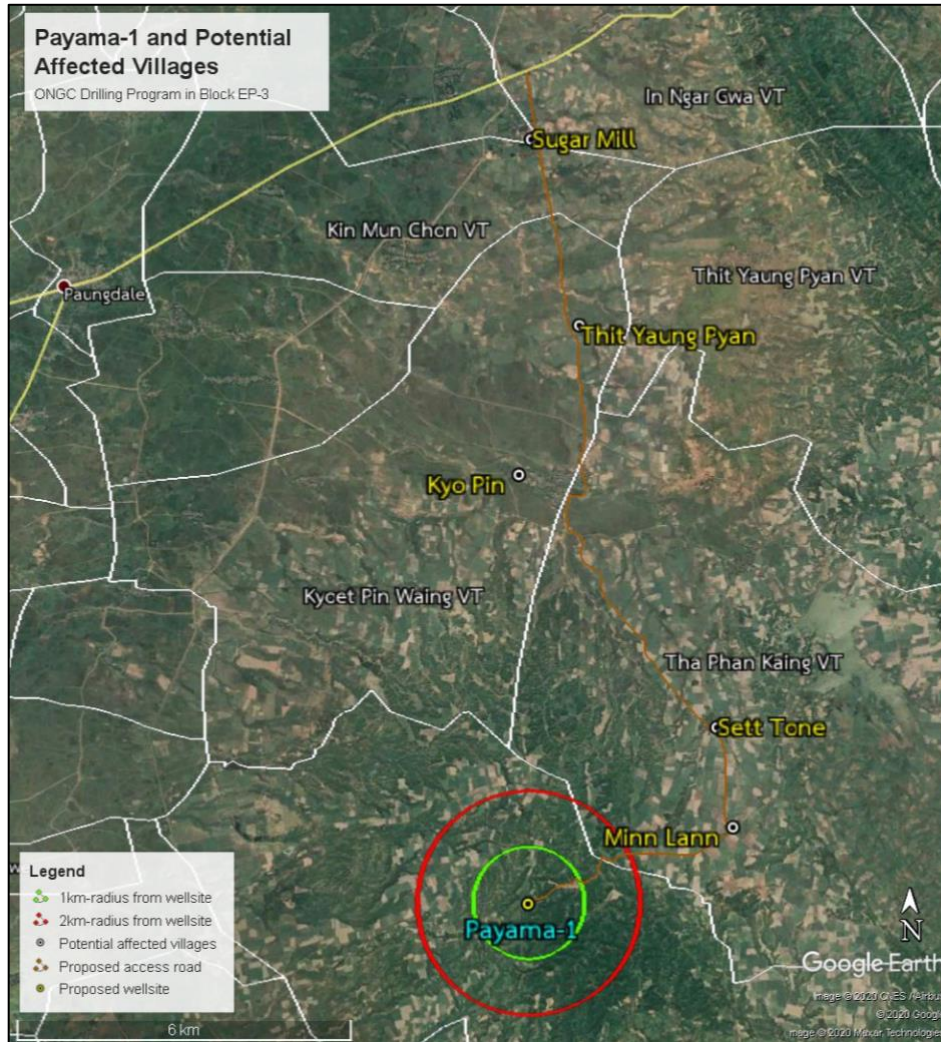 Payama-1 and Potential
Affected Villages
ONGC Drilling Program in Block EP-3
In Ngar Gwa VT
Sugar Mill
Kin Mun Chon VT
Thit Yaung Pyan VT
Paungdale
Thit Yaung Pyan
Kyo Pin
Kycet Pin Waing VT
Tha Phan Kaing VT
Sett Tone
Minn Lann
Payama-1
Legend
1km-radius from wellsite
2km-radius from wellsite
Potential affected villages
Proposed access road
Proposed wellsite
6 km
N
Google Earth
Image © 2020 CNES / Airbus
© 2020 Google
mage © 2020 Maxar Technologies